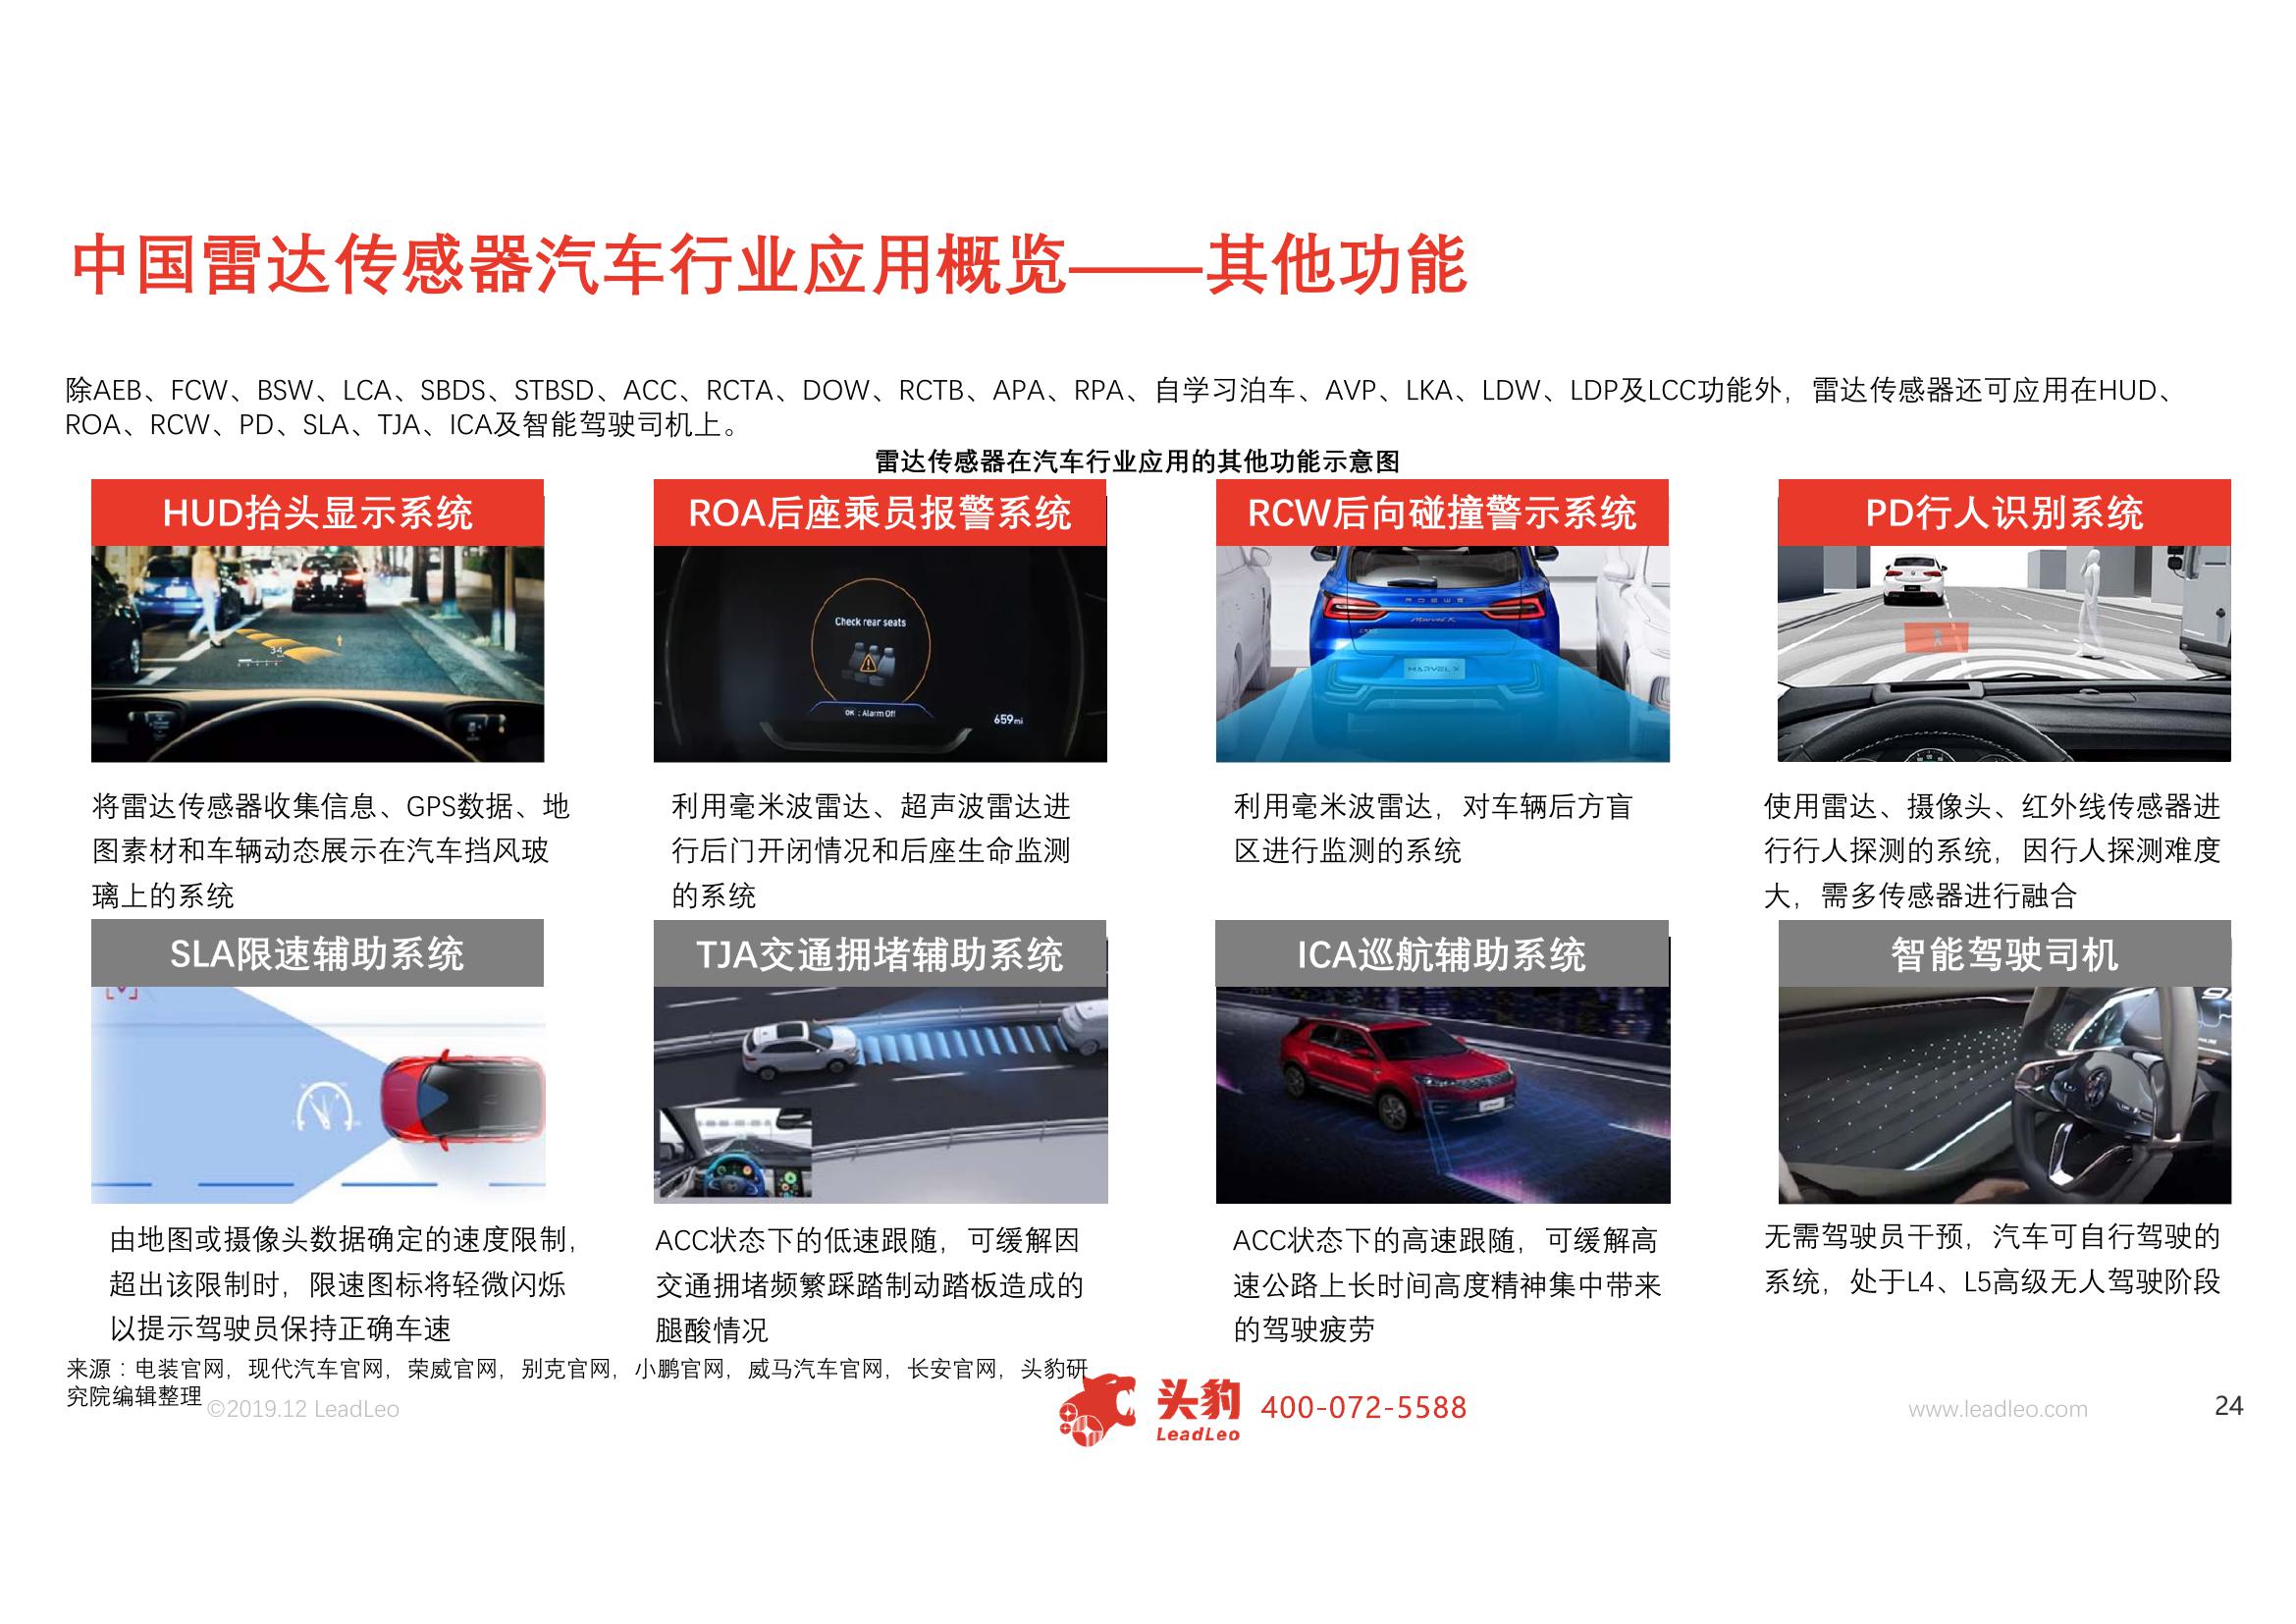 中国雷达传感器汽车行业应用概览——其他功能
除AEB、FCW、BSW、LCA、SBDS、STBSD、ACC、RCTA、DOW、RCTB、APA、RPA、自学习泊车、AVP、LKA、LDW、LDP及LCC功能外，雷达传感器还可应用在HUD、
ROA、RCW、PD、SLA、TJA、ICA及智能驾驶司机上。
雷达传感器在汽车行业应用的其他功能示意图
HUD抬头显示系统
34
将雷达传感器收集信息、GPS数据、地
图素材和车辆动态展示在汽车挡风玻
璃上的系统
ROA后座乘员报警系统
Check rear seats
OK : Alarm Off
659mi
利用毫米波雷达、超声波雷达进
行后门开闭情况和后座生命监测
的系统
RCW后向碰撞警示系统
ROEWE
Marvel X
MARVEL X
利用毫米波雷达，对车辆后方盲
区进行监测的系统
PD行人识别系统
使用雷达、摄像头、红外线传感器进
行行人探测的系统，因行人探测难度
大，需多传感器进行融合
SLA限速辅助系统
由地图或摄像头数据确定的速度限制，
超出该限制时，限速图标将轻微闪烁
以提示驾驶员保持正确车速
TJA交通拥堵辅助系统
ACC状态下的低速跟随，可缓解因
交通拥堵频繁踩踏制动踏板造成的
腿酸情况
ICA巡航辅助系统
ACC状态下的高速跟随，可缓解高
速公路上长时间高度精神集中带来
的驾驶疲劳
智能驾驶司机
无需驾驶员干预，汽车可自行驾驶的
系统，处于L4、L5高级无人驾驶阶段
来源：电装官网，现代汽车官网，荣威官网，别克官网，小鹏官网，威马汽车官网，长安官网，头豹研
究院编辑整理
©2019.12 LeadLeo
头豹
LeadLeo
400-072-5588
www.leadleo.com
24